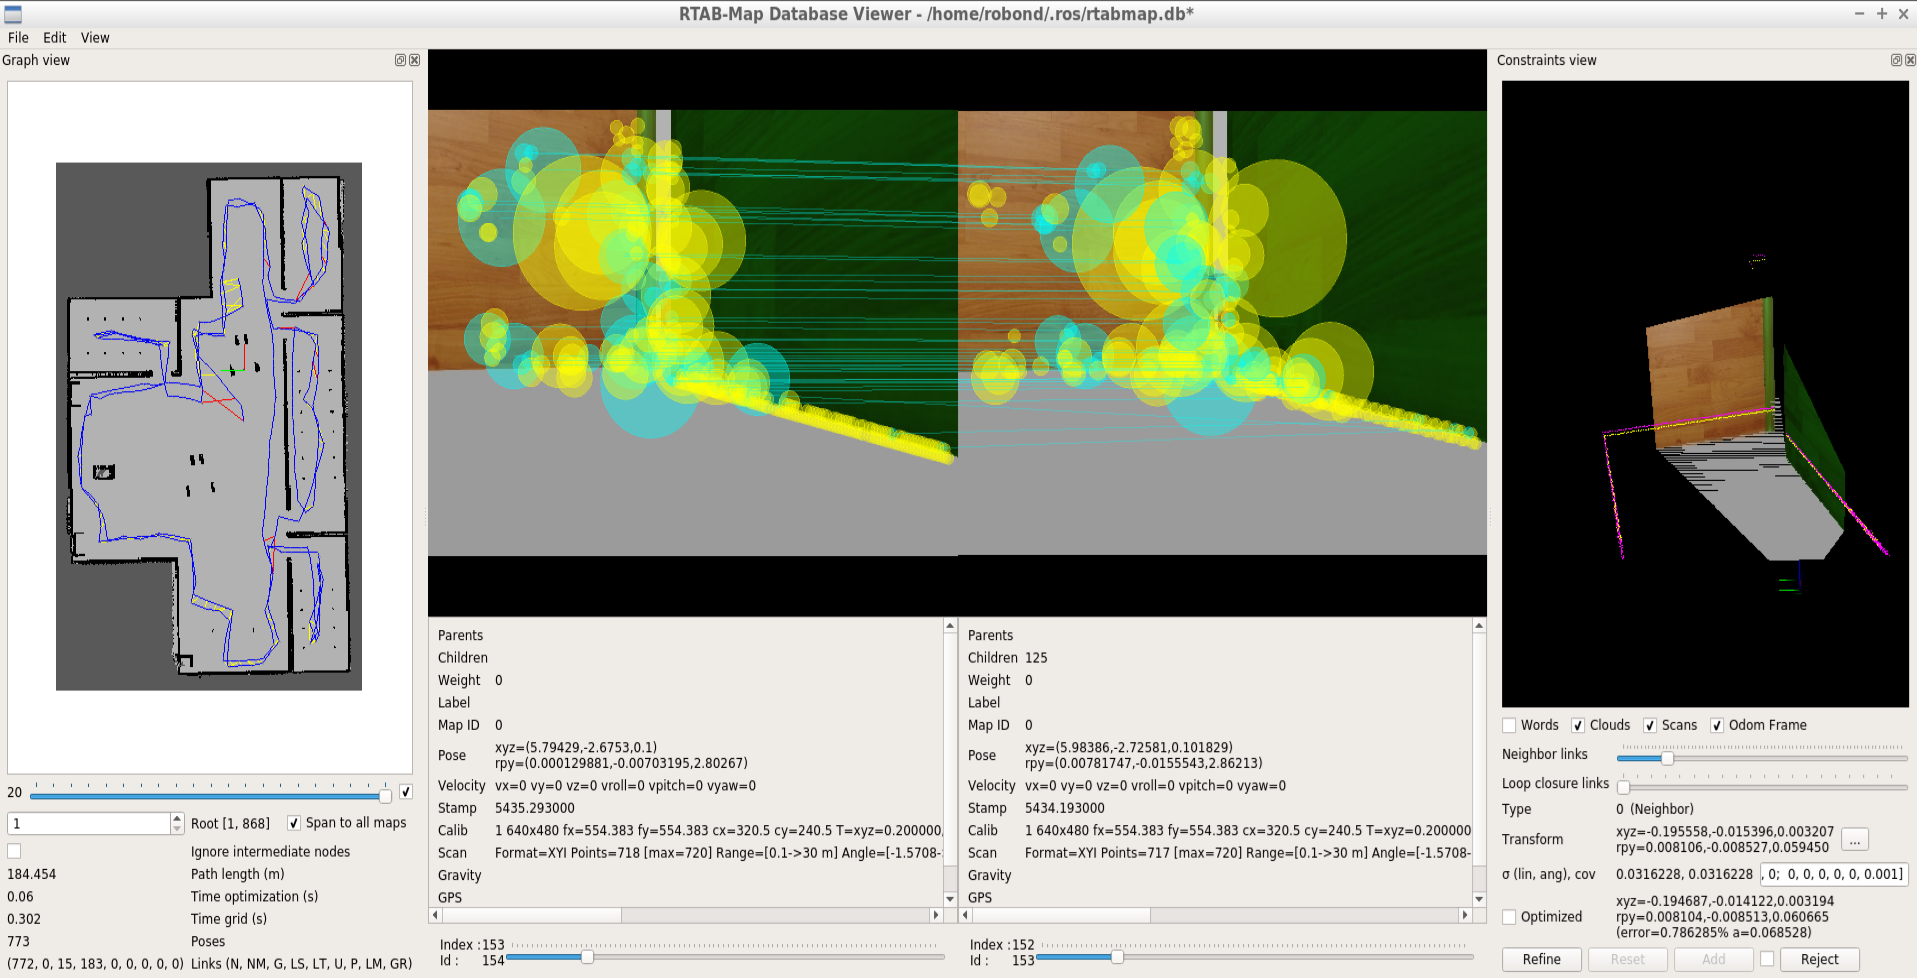 RTAB-Map Database Viewer - /home/robond/.ros/rtabmap.db*
File Edit View
Graph view
20
1 Root [1, 868] Span to all maps
Ignore intermediate nodes
184.454 Path length (m)
0.06 Time optimization (s)
0.302 Time grid (s)
773 Poses
(772, 0, 15, 183, 0, 0, 0, 0, 0) Links (N, NM, G, LS, LT, U, P, LM, GR)
Parents
Children
Weight 0
Label
Map ID 0
Pose xyz=(5.79429,-2.6753,0.1)
rpy=(0.000129881,-0.00703195,2.80267)
Velocity vx=0 vy=0 vz=0 vroll=0 vpitch=0 vyaw=0
Stamp 5435.293000
Calib 1 640x480 fx=554.383 fy=554.383 cx=320.5 cy=240.5 T=xyz=0.200000,
Scan Format=XYI Points=718 [max=720] Range=[0.1->30 m] Angle=[-1.5708-
Gravity
GPS
Index : 153
Id : 154
Parents
Children 125
Weight 0
Label
Map ID 0
Pose xyz=(5.98386,-2.72581,0.101829)
rpy=(0.00781747,-0.0155543,2.86213)
Velocity vx=0 vy=0 vz=0 vroll=0 vpitch=0 vyaw=0
Stamp 5434.193000
Calib 1 640x480 fx=554.383 fy=554.383 cx=320.5 cy=240.5 T=xyz=0.200000
Scan Format=XYI Points=717 [max=720] Range=[0.1->30 m] Angle=[-1.5708-
Gravity
GPS
Index : 152
Id : 153
Constraints view
Words Clouds Scans Odom Frame
Neighbor links
Loop closure links
Type 0 (Neighbor)
Transform xyz=-0.195558,-0.015396,0.003207
rpy=0.008106,-0.008527,0.059450
...
σ (lin, ang), cov 0.0316228, 0.0316228 , 0; 0, 0, 0, 0, 0, 0.001]
Optimized xyz=-0.194687,-0.014122,0.003194
rpy=0.008104,-0.008513,0.060665
(error=0.786285% a=0.068528)
Refine Reset Add Reject